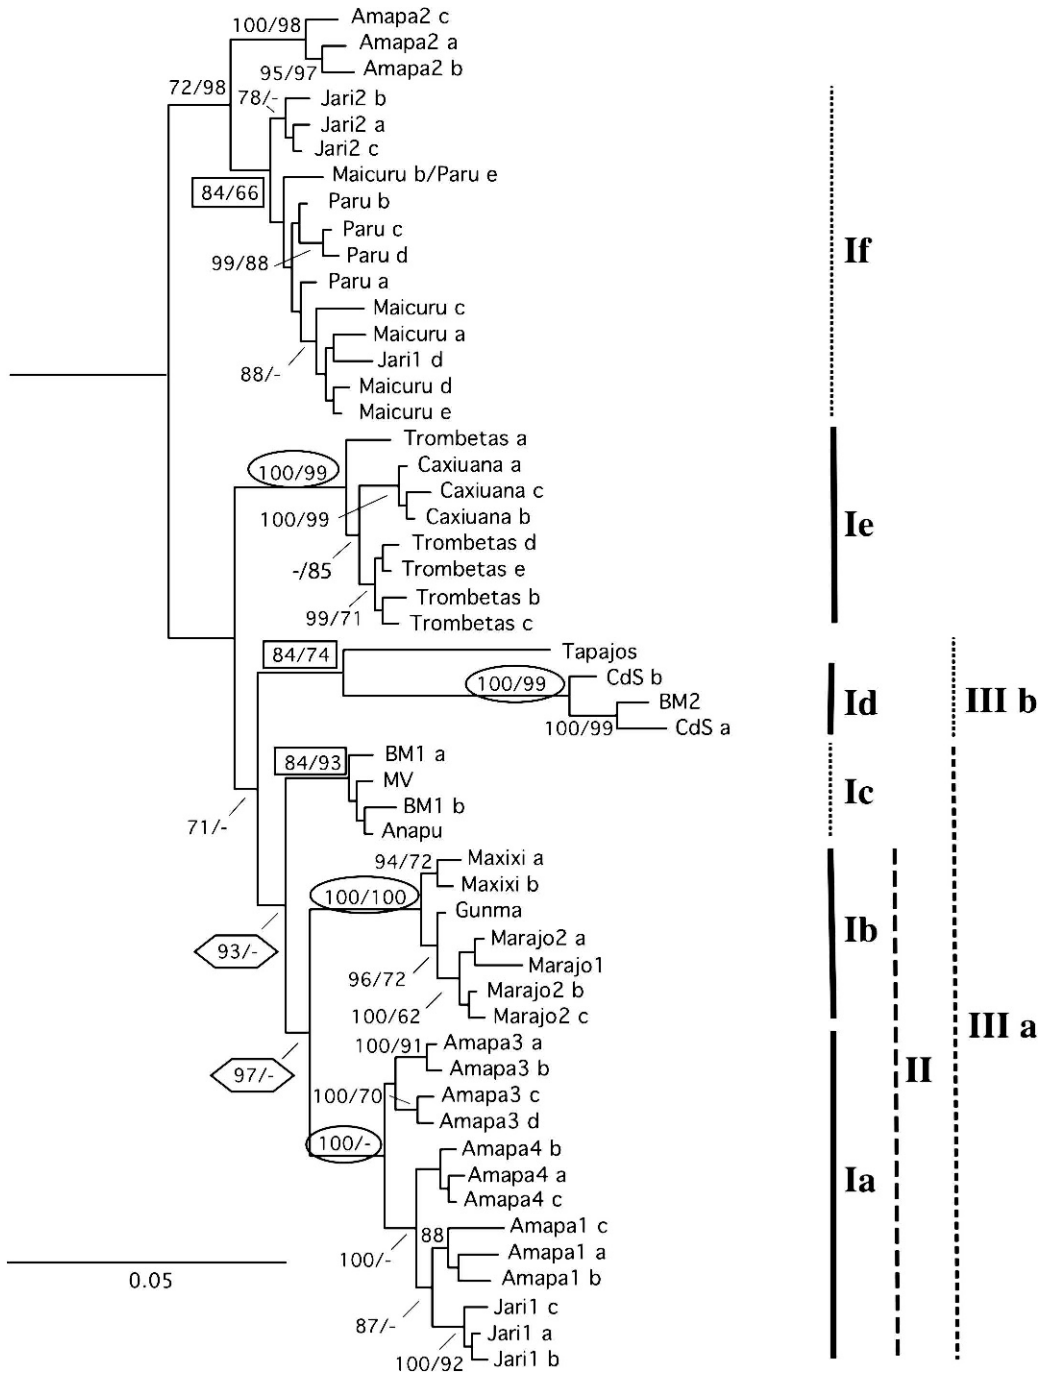 Amapa2 c
100/98
Amapa2 a
Amapa2 b
95/97
72/98
78/-
Jari2 b
Jari2 a
Jari2 c
Maicuru b/Paru e
84/66
Paru b
Paru c
If
Paru d
99/88
Paru a
Maicuru c
Maicuru a
Jari1 d
88/-
Maicuru d
Maicuru e
Trombetas a
Caxiuana a
100/99
Caxiuana c
Caxiuana b
100/99
Ie
Trombetas d
-/85
Trombetas e
Trombetas b
99/71
Trombetas c
84/74
Tapajos
CdS b
100/99
BM2
Id
III b
100/99
CdS a
BM1 a
84/93
MV
Ic
BM1 b
71/-
Anapu
94/72
Maxixi a
Maxixi b
100/100
Gunma
Ib
Marajo2 a
93/-
Marajo1
96/72
Marajo2 b
100/62
Marajo2 c
III a
100/91
Amapa3 a
Amapa3 b
97/-
II
100/70
Amapa3 c
Amapa3 d
100/-
Amapa4 b
Amapa4 a
Ia
Amapa4 c
Amapa1 c
88
100/-
Amapa1 a
0.05
Amapa1 b
Jari1 c
87/-
Jari1 a
100/92
Jari1 b